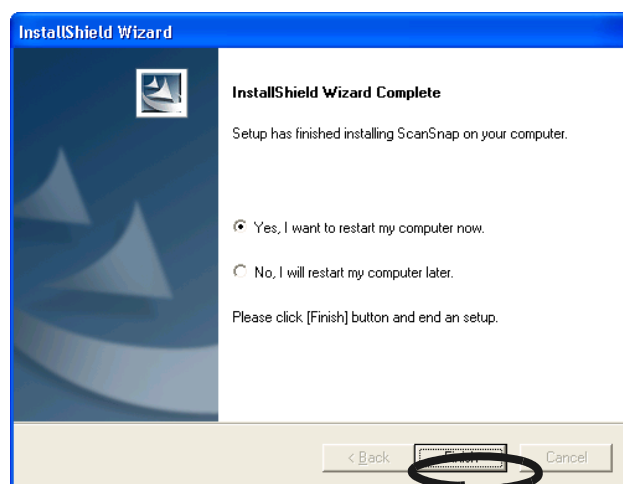 InstallShield Wizard
InstallShield Wizard Complete
Setup has finished installing ScanSnap on your computer.
Yes, I want to restart my computer now.
No, I will restart my computer later.
Please click [Finish] button and end an setup.
< Back Finish Cancel